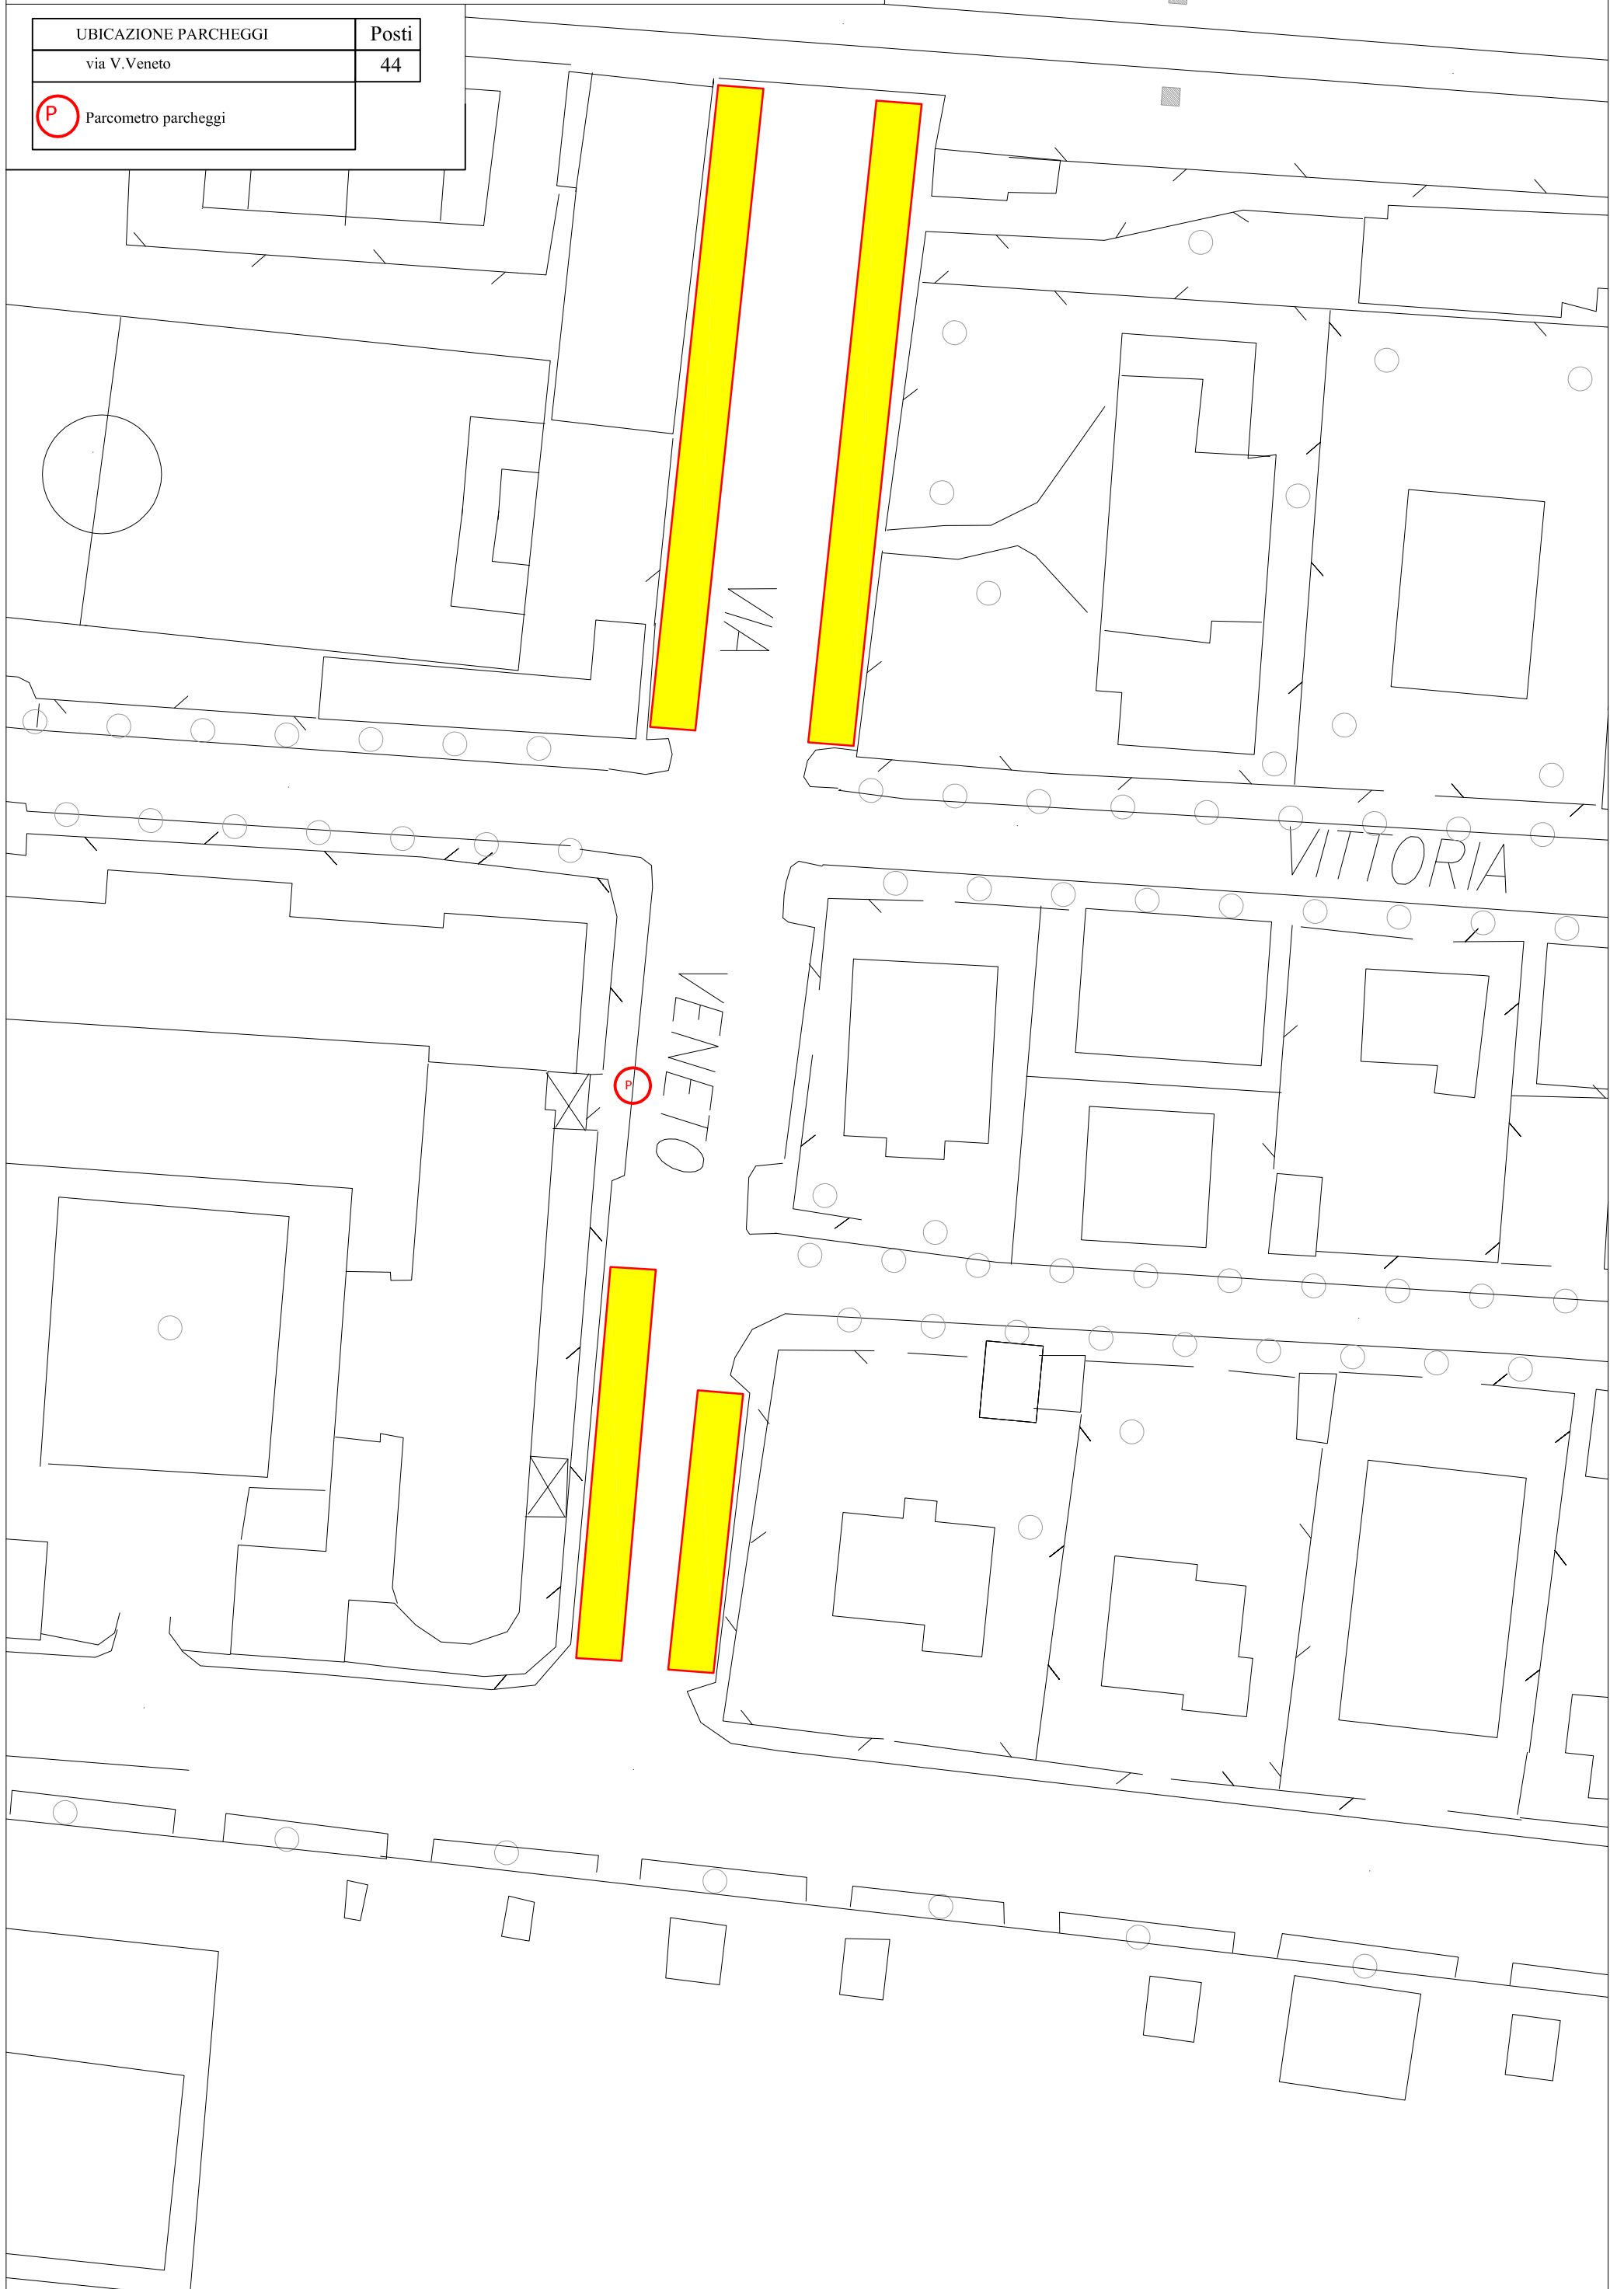 UBICAZIONE PARCHEGGI Posti
via V.Veneto 44
P Parcometro parcheggi
VIA
VITTORIA
VENETO
P